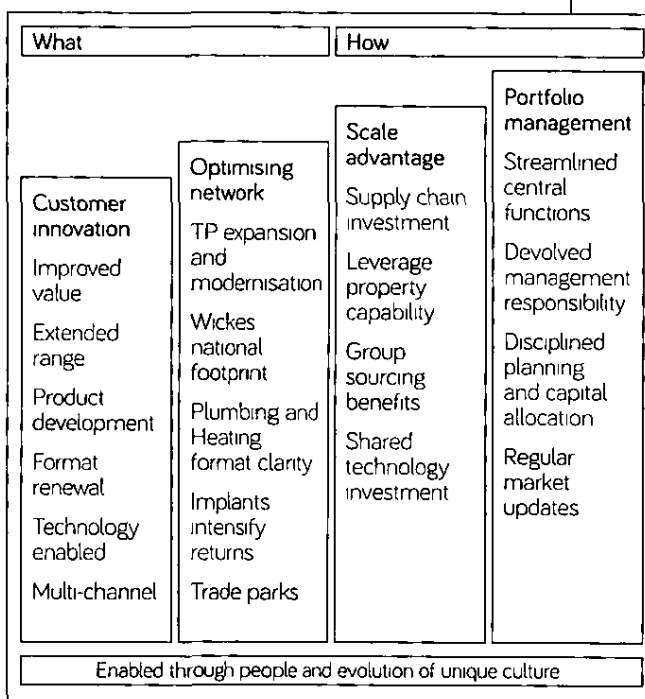 What
How
Customer
innovation
Improved
value
Extended
range
Product
development
Format
renewal
Technology
enabled
Multi-channel
Optimising
network
TP expansion
and
modernisation
Wickes
national
footprint
Plumbing and
Heating
format clarity
Implants
intensify
returns
Trade parks
Scale
advantage
Supply chain
investment
Leverage
property
capability
Group
sourcing
benefits
Shared
technology
investment
Portfolio
management
Streamlined
central
functions
Devolved
management
responsibility
Disciplined
planning
and capital
allocation
Regular
market
updates
Enabled through people and evolution of unique culture